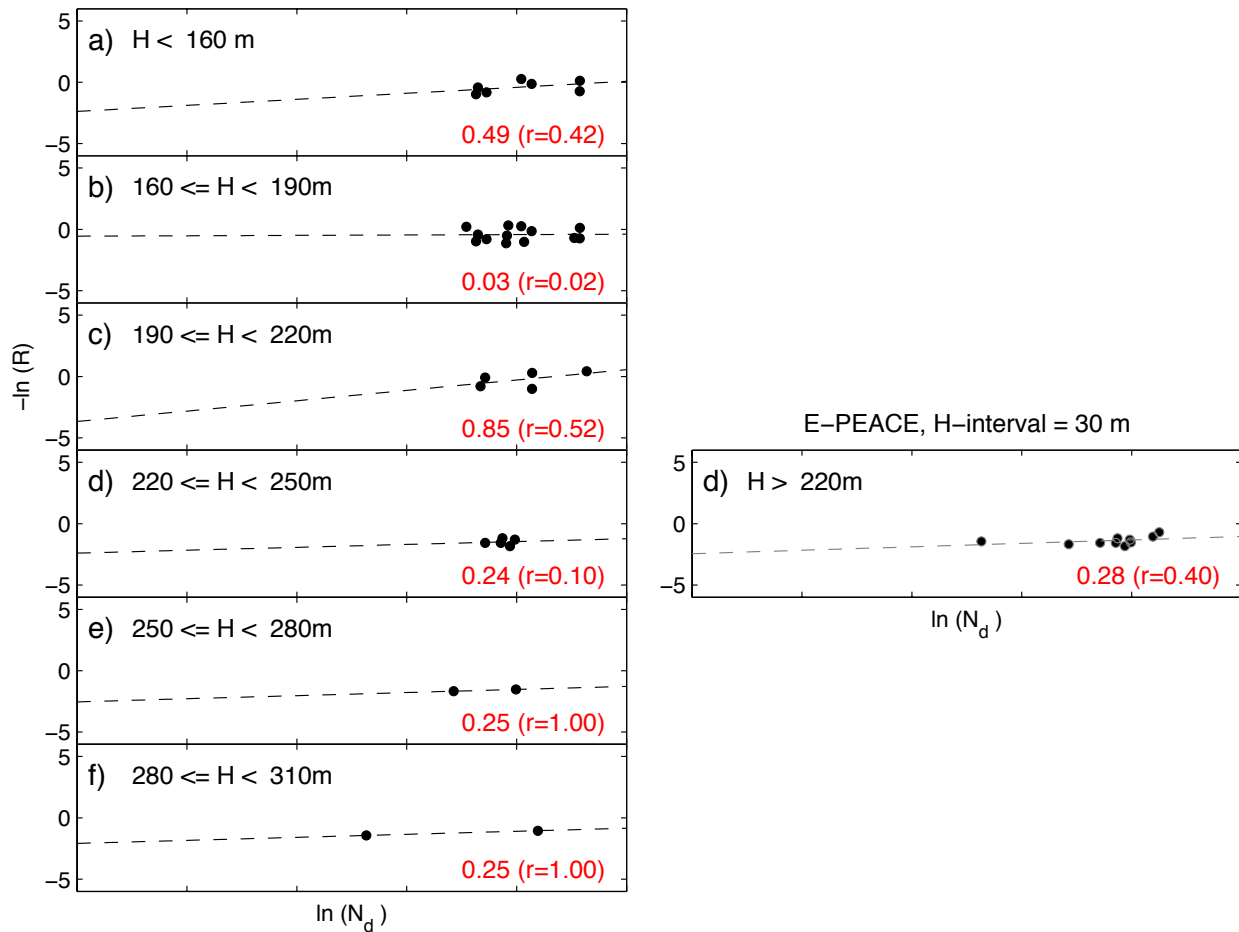 5
a) H < 160 m
0
0.49 (r=0.42)
−5
5
b) 160 <= H < 190m
0
0.03 (r=0.02)
−5
5
c) 190 <= H < 220m
0
0.85 (r=0.52)
−5
−ln (R)
5
d) 220 <= H < 250m
0
0.24 (r=0.10)
−5
5
e) 250 <= H < 280m
0
0.25 (r=1.00)
−5
5
f) 280 <= H < 310m
0
0.25 (r=1.00)
−5
ln (N_d )
E−PEACE, H−interval = 30 m
5
d) H > 220m
0
0.28 (r=0.40)
−5
ln (N_d )